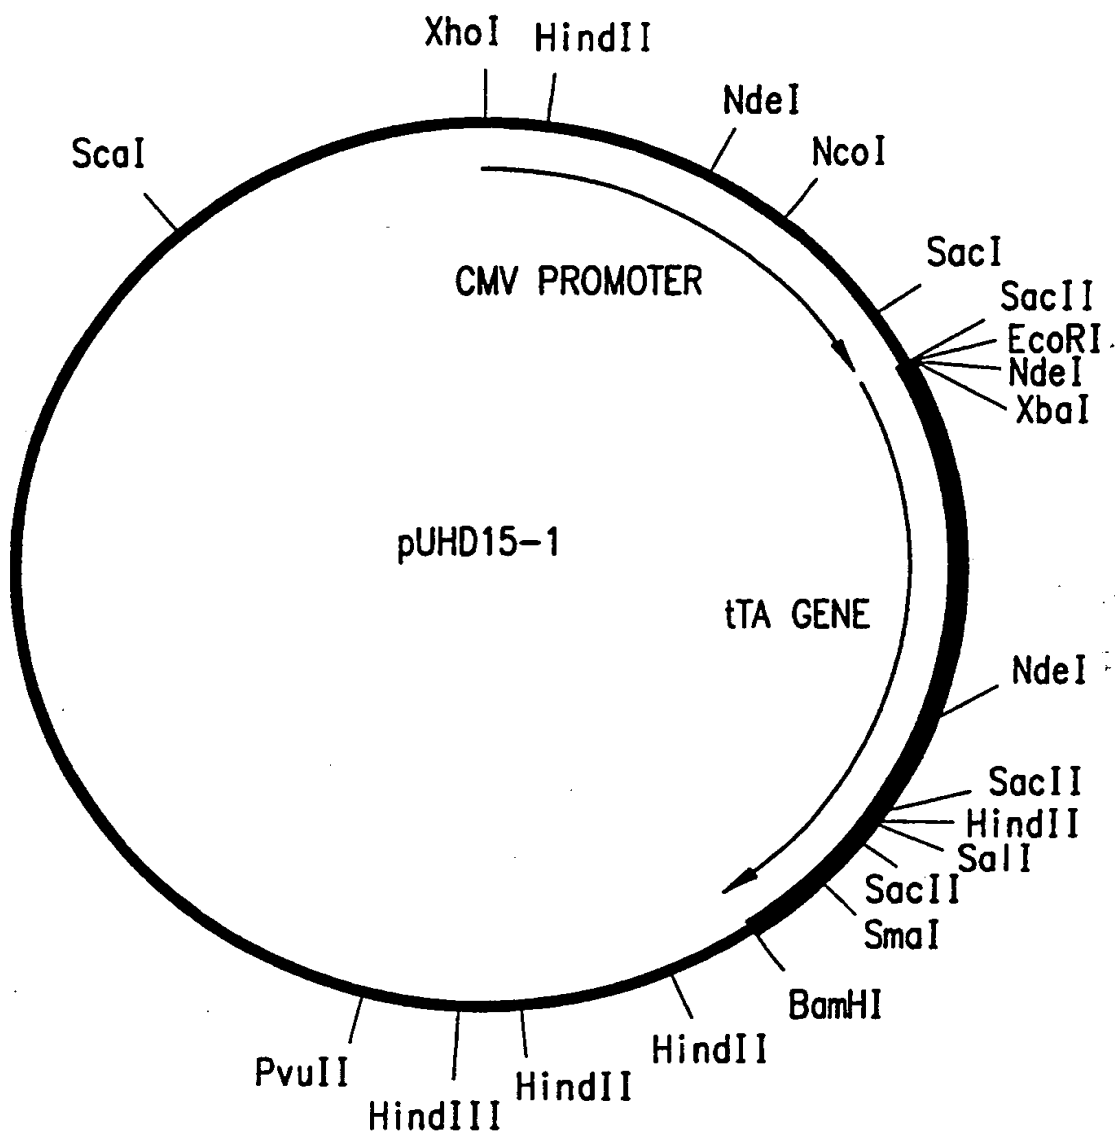 XhoI
HindII
NdeI
NcoI
ScaI
SacI
CMV PROMOTER
SacII
EcoRI
NdeI
XbaI
pUHD15-1
tTA GENE
NdeI
SacII
HindII
SalI
SacII
SmaI
BamHI
HindII
PvuII
HindII
HindIII